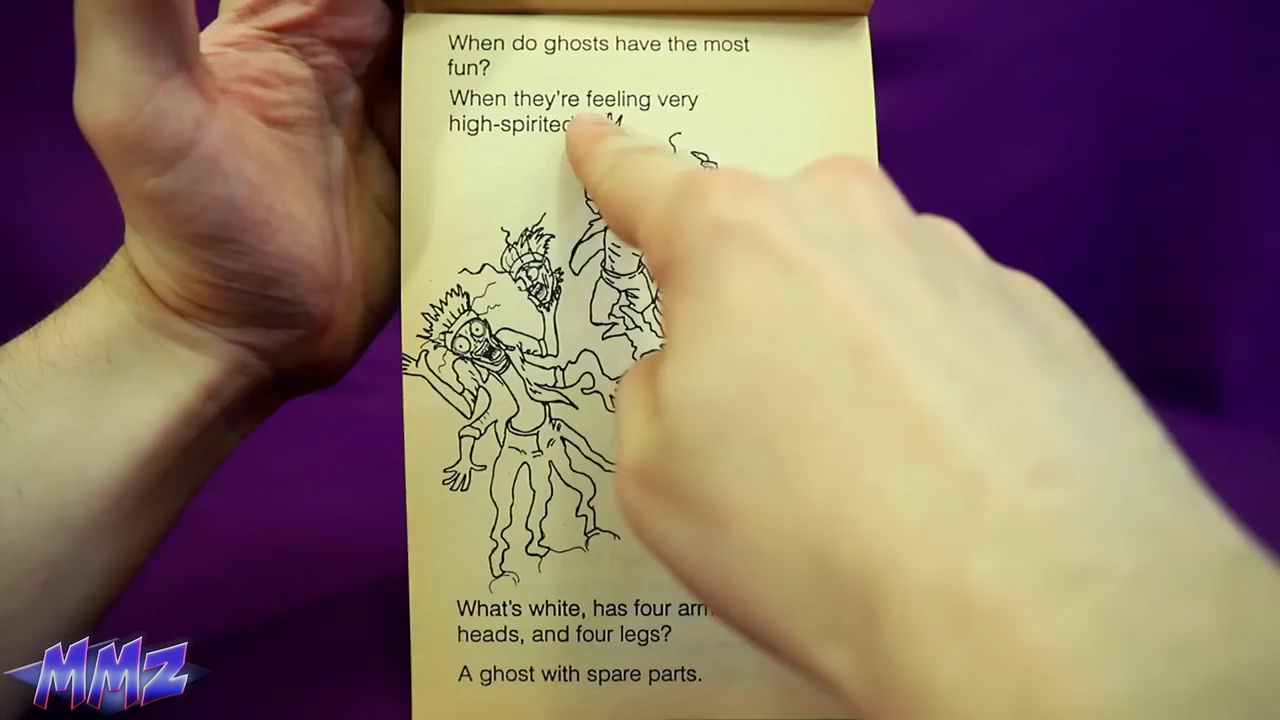 When do ghosts have the most
fun?
When they're feeling very
high-spirited
What's white, has four
heads, and four legs?
A ghost with spare parts.
MMZ